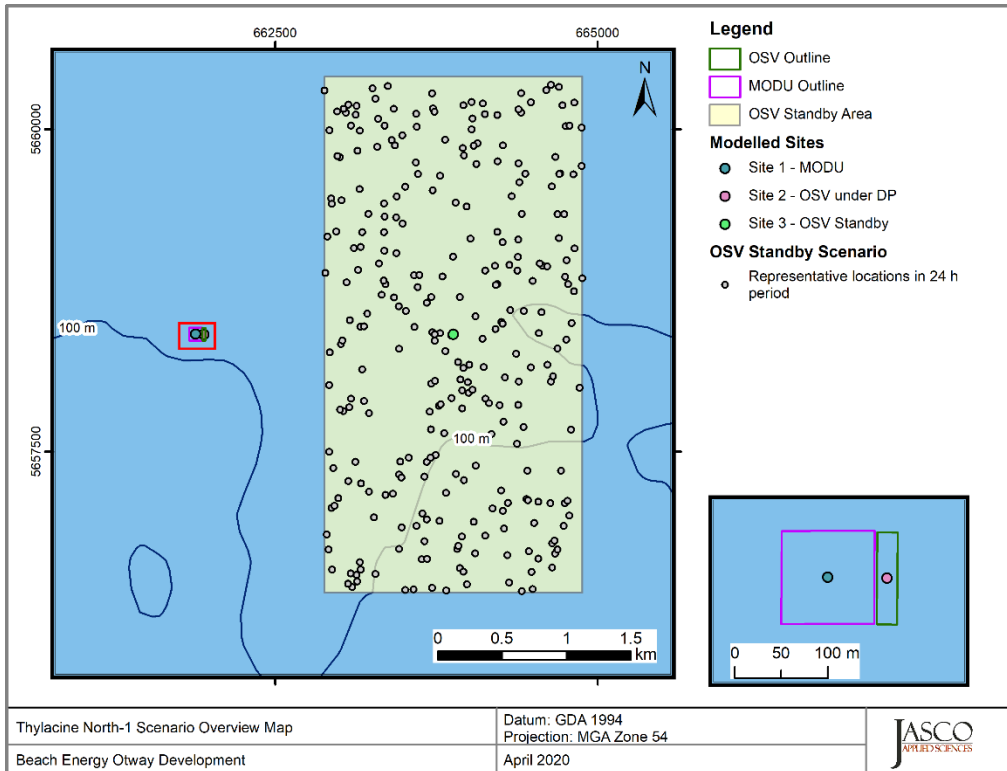 662500
665000
5660000
5657500
N
100 m
100 m
0 0.5 1 1.5
km
Legend
OSV Outline
MODU Outline
OSV Standby Area
Modelled Sites
Site 1 - MODU
Site 2 - OSV under DP
Site 3 - OSV Standby
OSV Standby Scenario
Representative locations in 24 h
period
0 50 100 m
Thylacine North-1 Scenario Overview Map
Datum: GDA 1994
Projection: MGA Zone 54
Beach Energy Otway Development
April 2020
JASCO
APPLIED SCIENCES